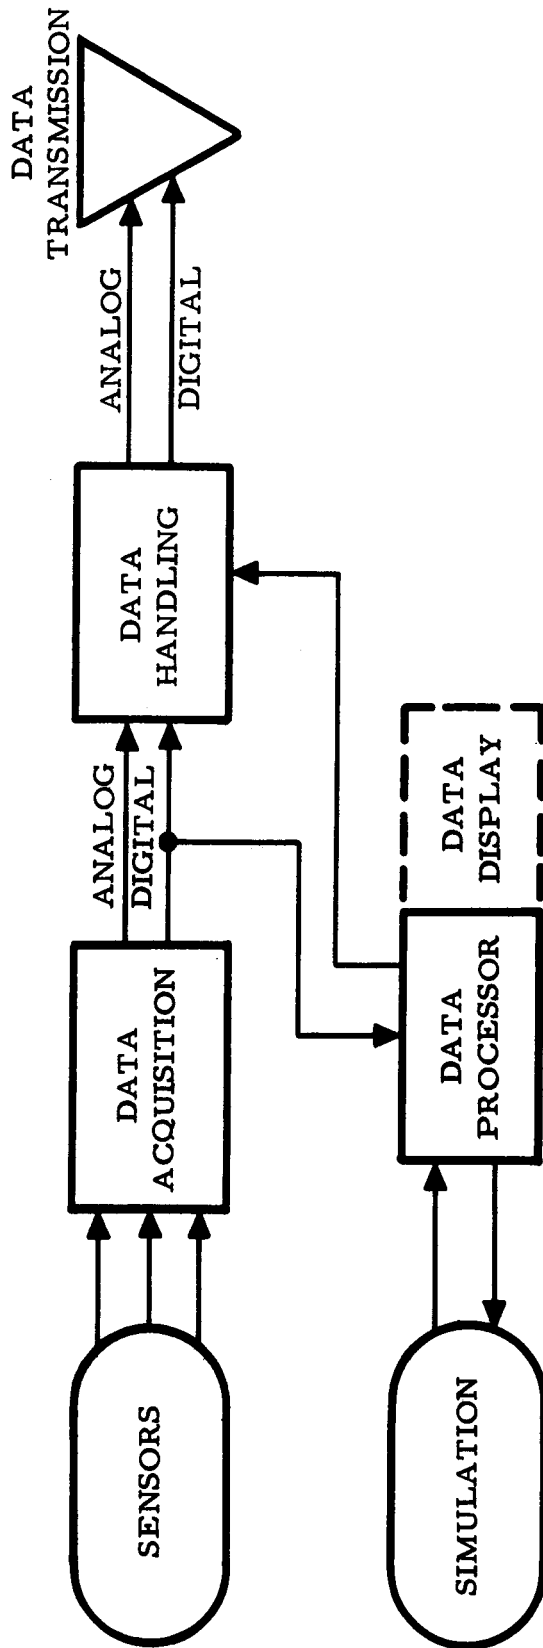 SENSORS
DATA
ACQUISITION
ANALOG
DIGITAL
DATA
HANDLING
ANALOG
DIGITAL
DATA
TRANSMISSION
SIMULATION
DATA
PROCESSOR
DATA
DISPLAY